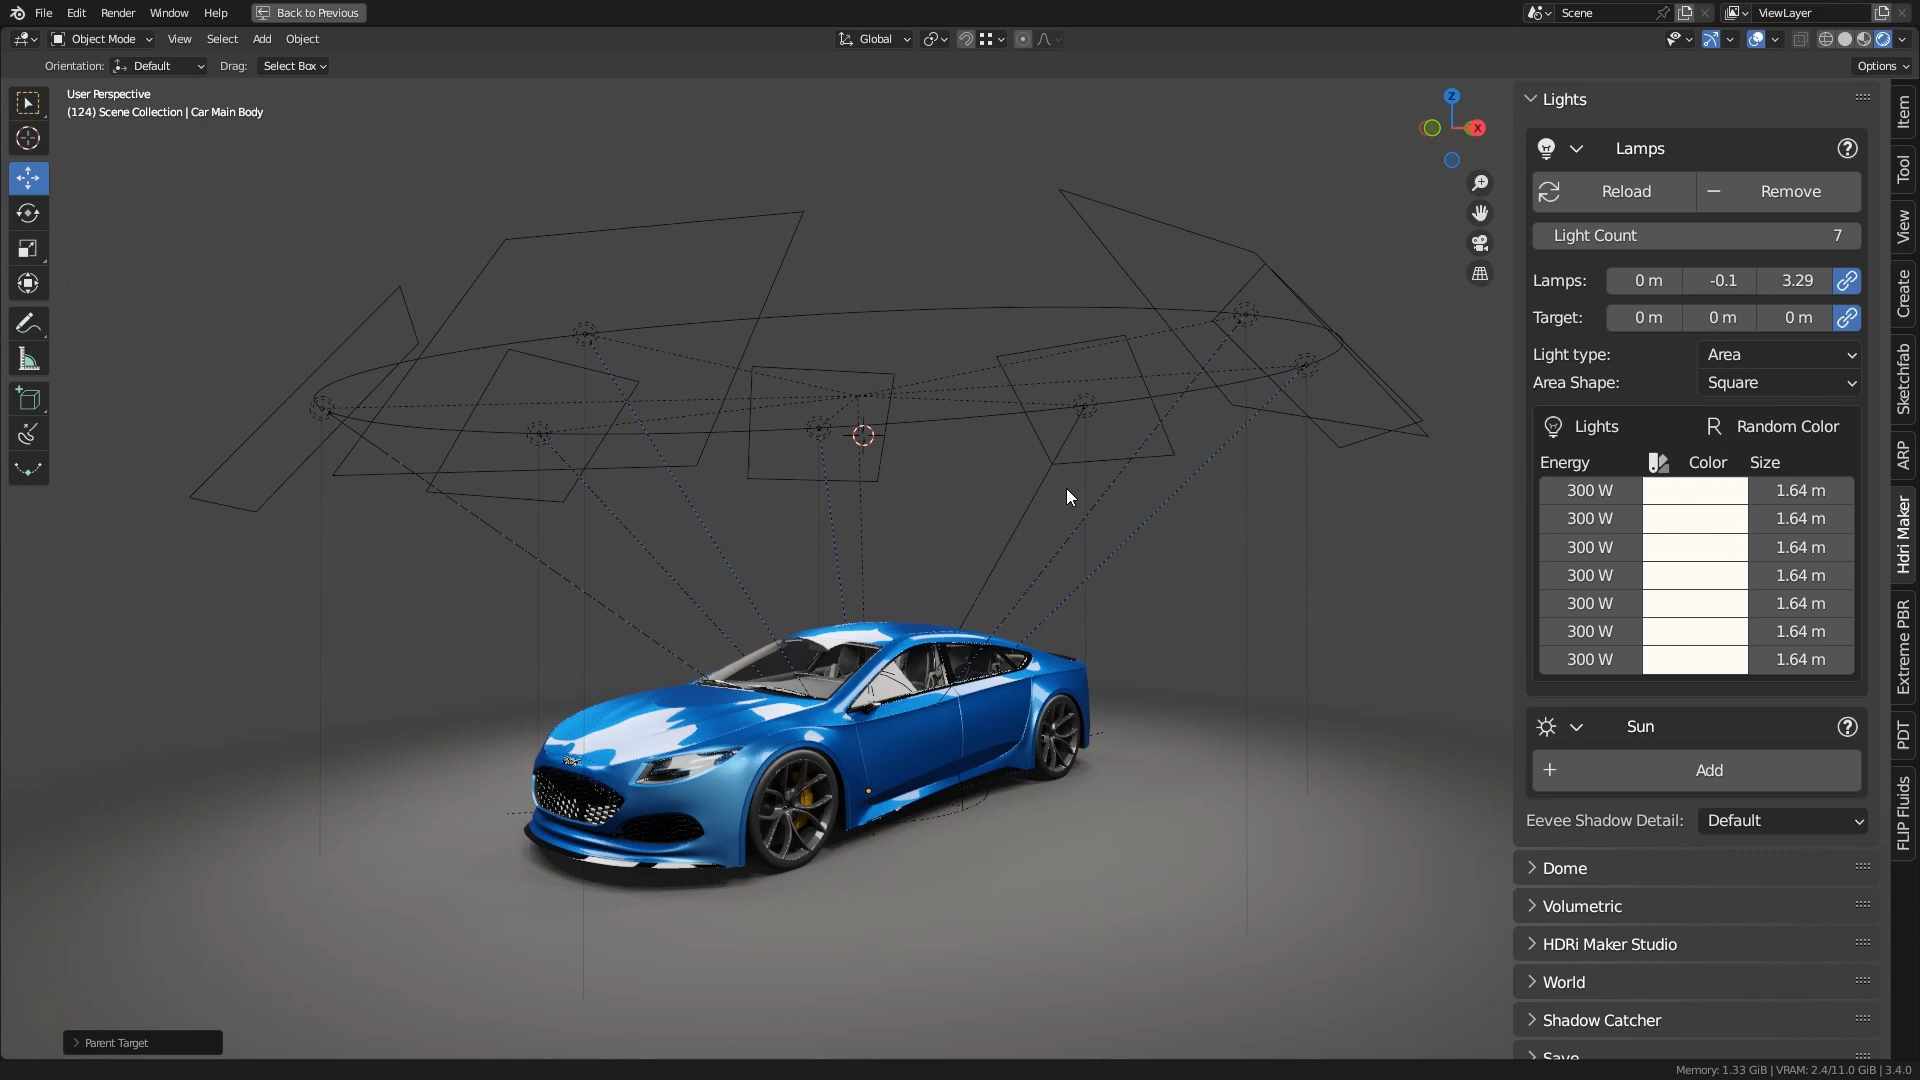 File Edit Render Window Help Back to Previous Scene ViewLayer
Object Mode View Select Add Object Global
Orientation: Default Drag: Select Box Options
User Perspective
(124) Scene Collection | Car Main Body
Z
X
Lights
Lamps
Reload Remove
Light Count 7
Lamps: 0 m -0.1 3.29
Target: 0 m 0 m 0 m
Light type: Area
Area Shape: Square
Lights R Random Color
Energy Color Size
300 W 1.64 m
300 W 1.64 m
300 W 1.64 m
300 W 1.64 m
300 W 1.64 m
300 W 1.64 m
300 W 1.64 m
Sun
Add
Eevee Shadow Detail: Default
Dome
Volumetric
HDRi Maker Studio
World
Shadow Catcher
Save
Item
Tool
View
Create
Sketchfab
ARP
Hdri Maker
Extreme PBR
PDT
FLIP Fluids
Parent Target
Memory: 1.33 GiB | VRAM: 2.4/11.0 GiB | 3.4.0